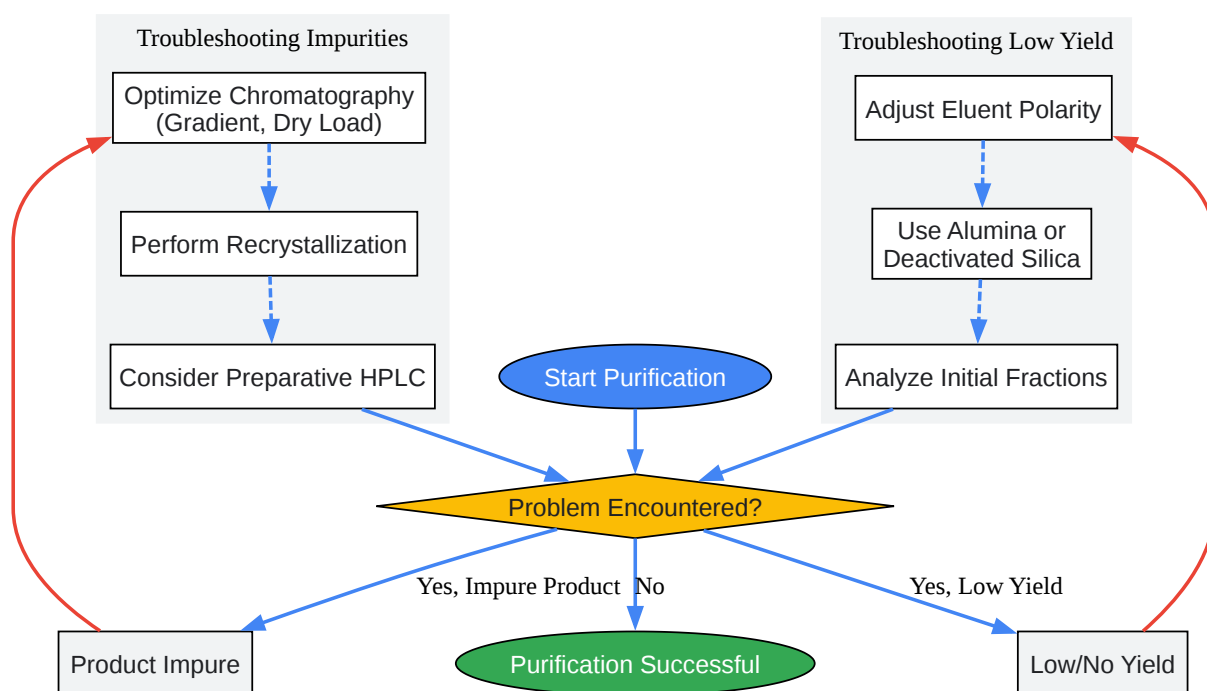 Troubleshooting Impurities
Optimize Chromatography
(Gradient, Dry Load)
Perform Recrystallization
Consider Preparative HPLC
Troubleshooting Low Yield
Adjust Eluent Polarity
Use Alumina or
Deactivated Silica
Analyze Initial Fractions
Start Purification
Problem Encountered?
Yes, Impure Product
No
Yes, Low Yield
Product Impure
Purification Successful
Low/No Yield